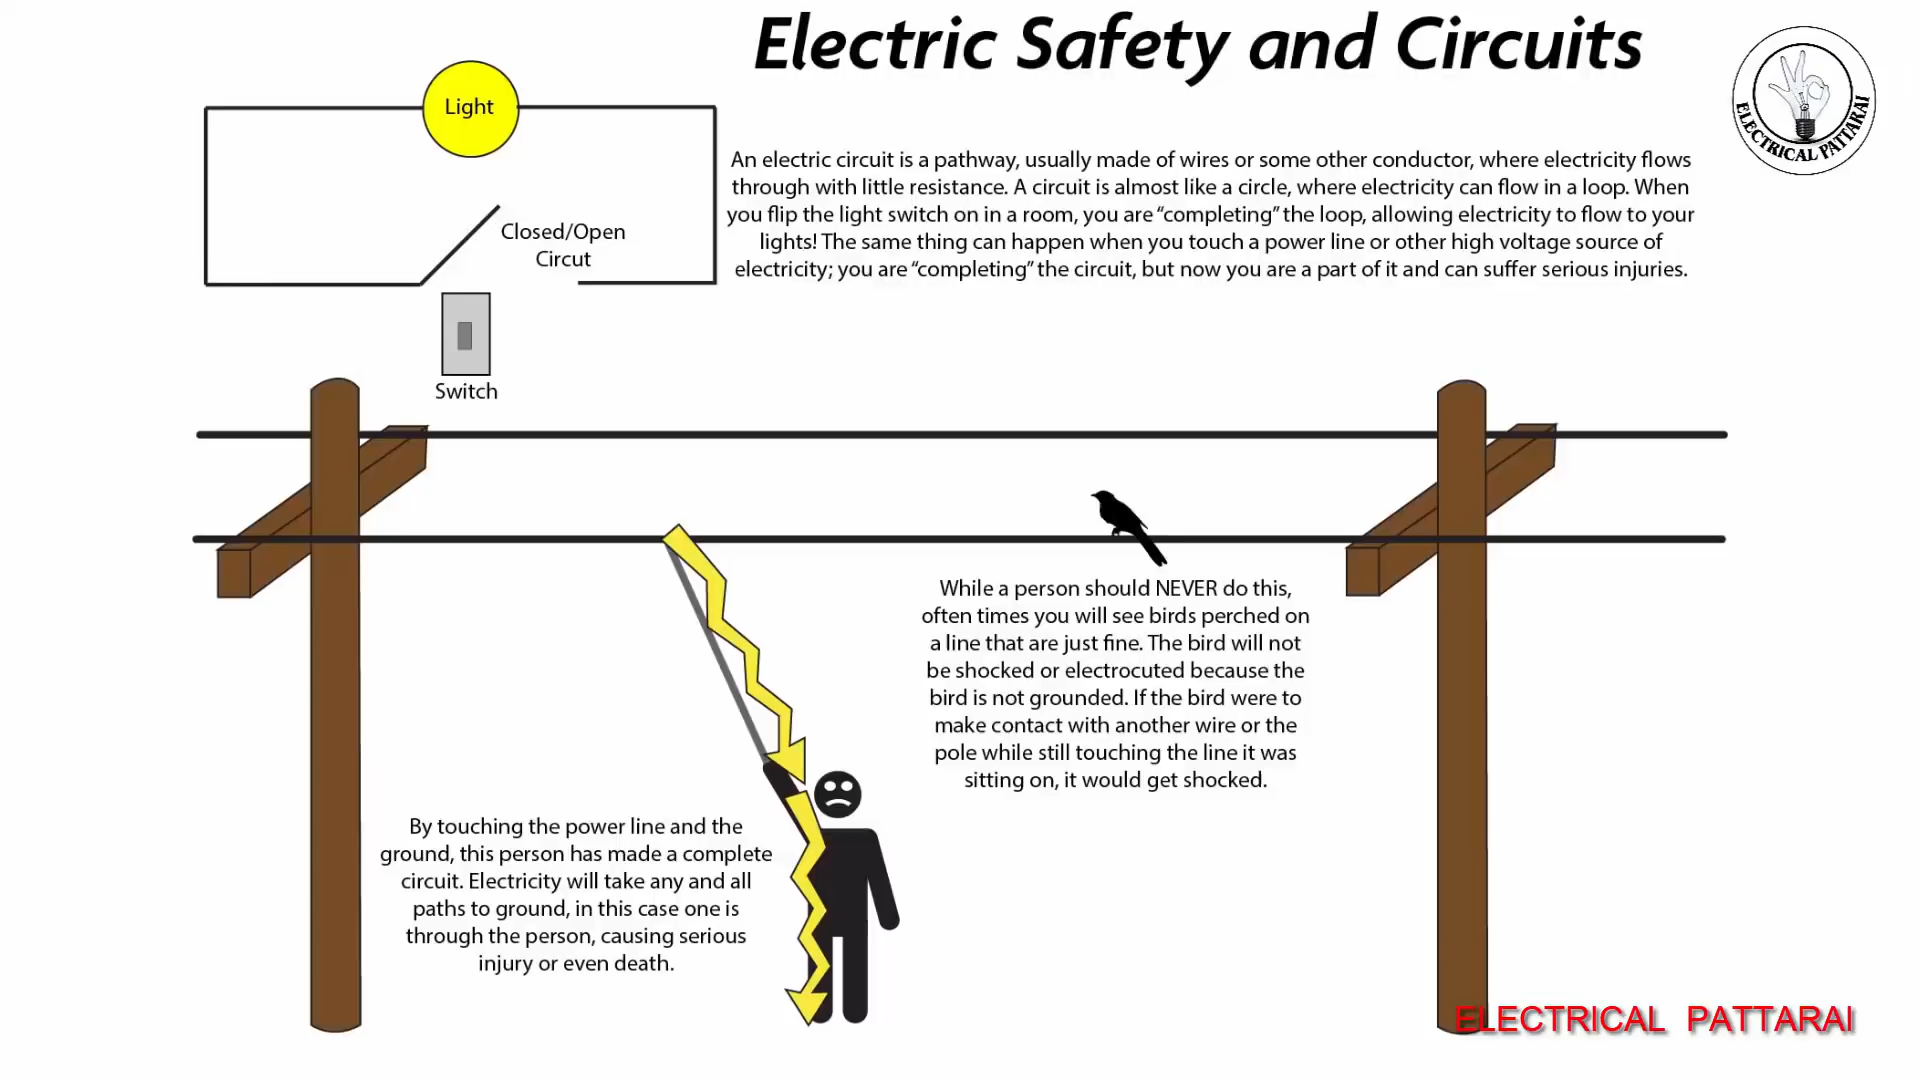 Electric Safety and Circuits
Light
ELECTRICAL PATTARAI
An electric circuit is a pathway, usually made of wires or some other conductor, where electricity flows
through with little resistance. A circuit is almost like a circle, where electricity can flow in a loop. When
you flip the light switch on in a room, you are “completing” the loop, allowing electricity to flow to your
lights! The same thing can happen when you touch a power line or other high voltage source of
electricity; you are “completing” the circuit, but now you are a part of it and can suffer serious injuries.
Closed/Open
Circut
Switch
While a person should NEVER do this,
often times you will see birds perched on
a line that are just fine. The bird will not
be shocked or electrocuted because the
bird is not grounded. If the bird were to
make contact with another wire or the
pole while still touching the line it was
sitting on, it would get shocked.
By touching the power line and the
ground, this person has made a complete
circuit. Electricity will take any and all
paths to ground, in this case one is
through the person, causing serious
injury or even death.
ELECTRICAL PATTARAI